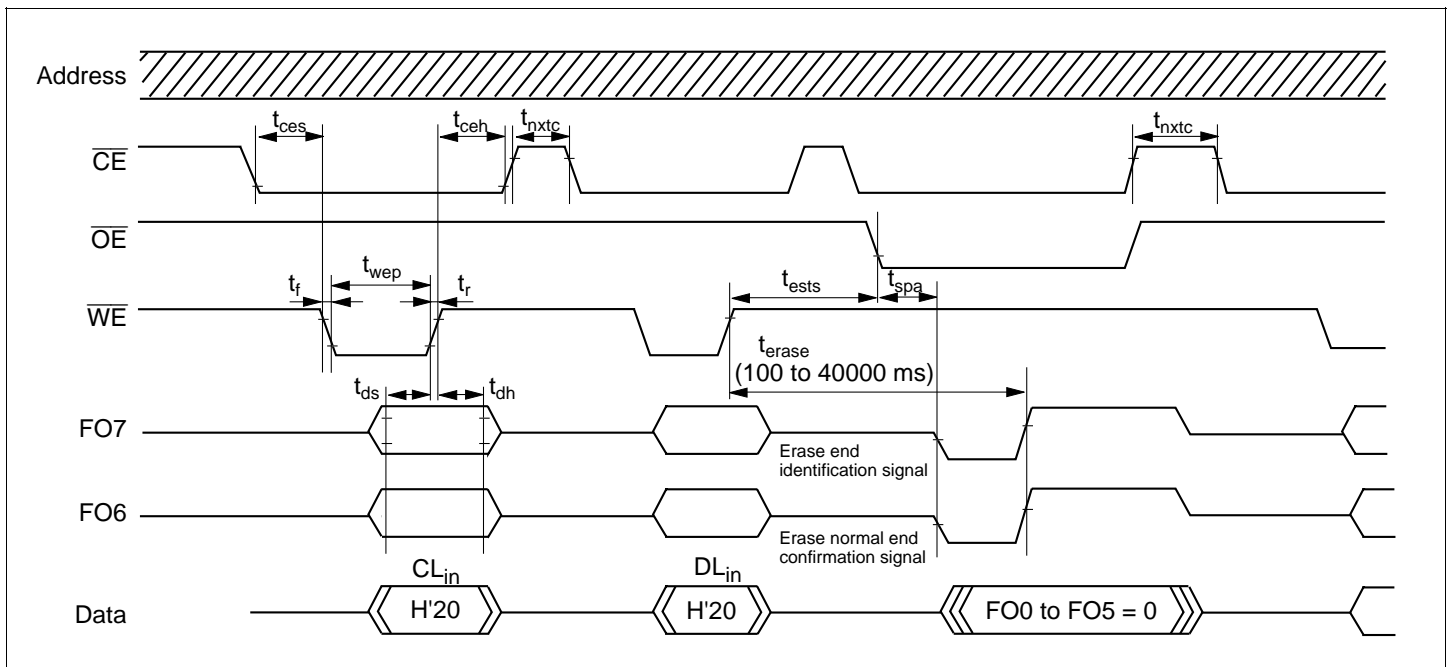 Address
t_ces
t_ceh
t_nxtc
t_nxtc
CE
OE
t_wep
t_f
t_r
t_ests
t_spa
WE
t_erase
(100 to 40000 ms)
t_ds
t_dh
FO7
Erase end
identification signal
FO6
Erase normal end
confirmation signal
CL_in
DL_in
Data
H'20
H'20
FO0 to FO5 = 0